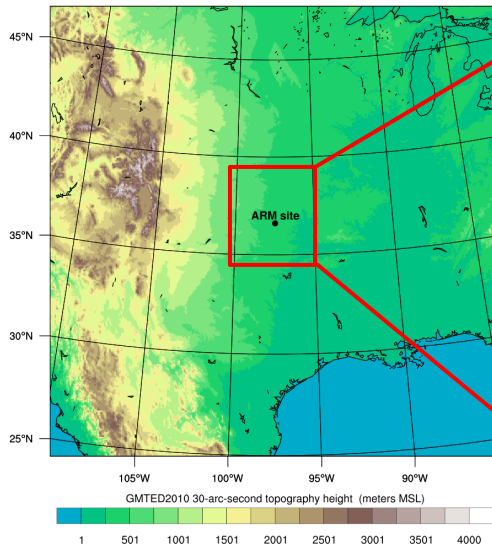 45°N
40°N
ARM site
35°N
30°N
25°N
105°W 100°W 95°W 90°W
GMTED2010 30-arc-second topography height (meters MSL)
1 501 1001 1501 2001 2501 3001 3501 4000